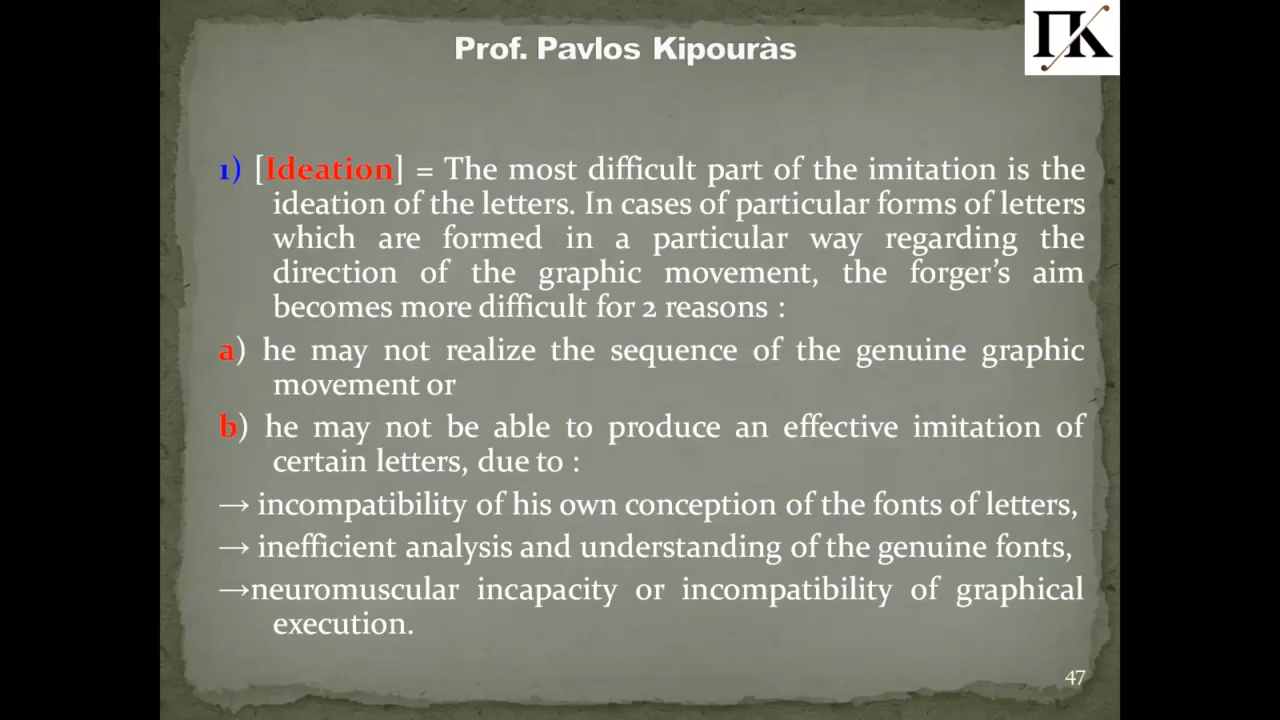 Prof. Pavlos Kipouràs
ΠΚ
1) [Ideation] = The most difficult part of the imitation is the
ideation of the letters. In cases of particular forms of letters
which are formed in a particular way regarding the
direction of the graphic movement, the forger’s aim
becomes more difficult for 2 reasons :
a) he may not realize the sequence of the genuine graphic
movement or
b) he may not be able to produce an effective imitation of
certain letters, due to :
→ incompatibility of his own conception of the fonts of letters,
→ inefficient analysis and understanding of the genuine fonts,
→neuromuscular incapacity or incompatibility of graphical
execution.
47